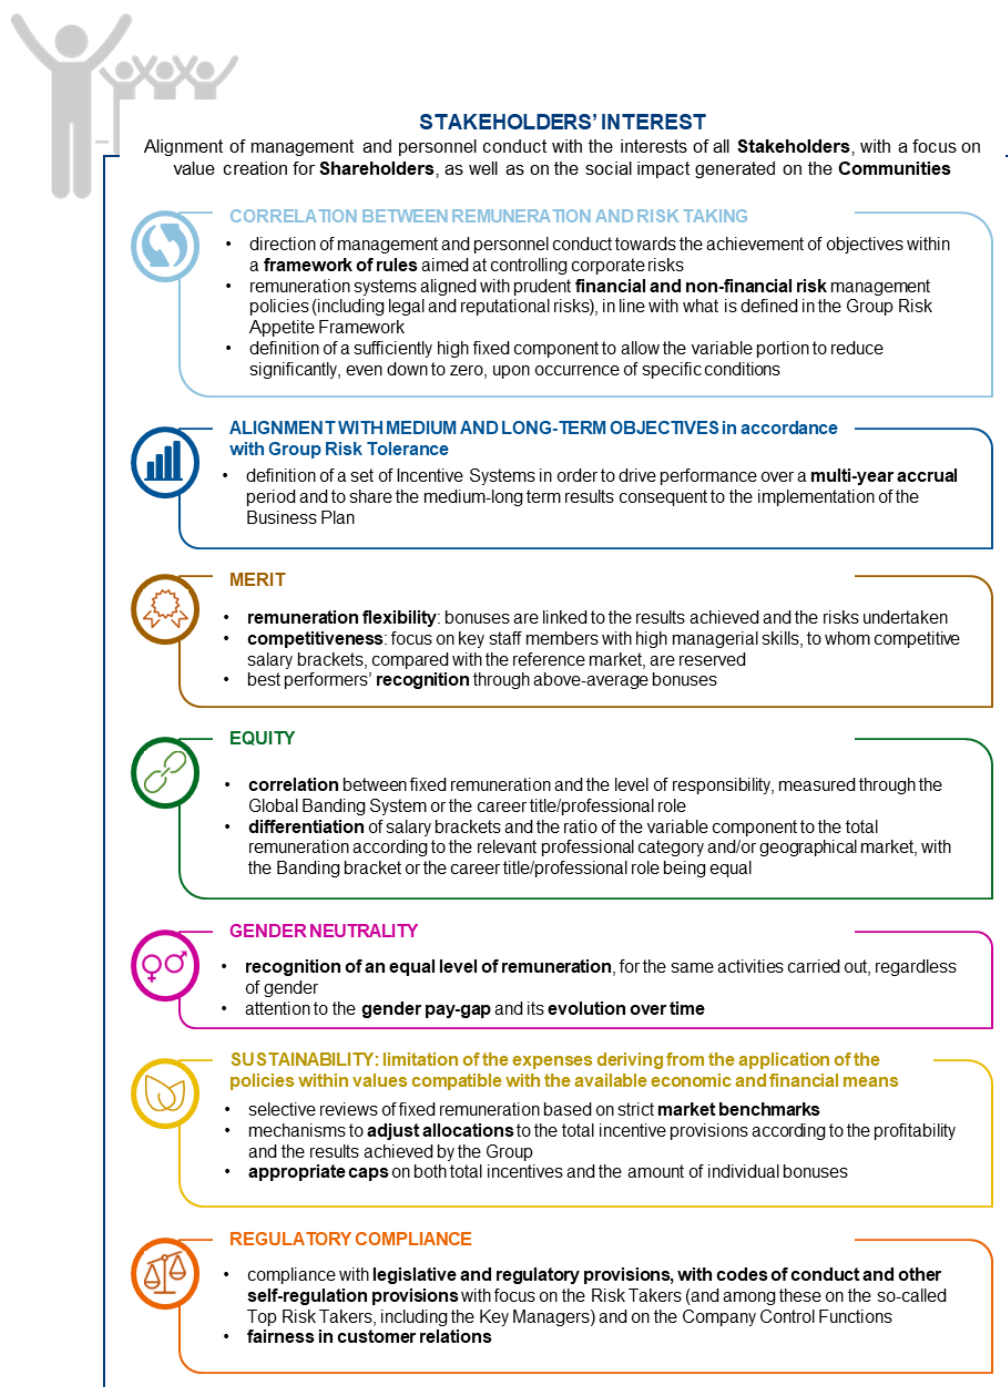 STAKEHOLDERS' INTEREST
Alignment of management and personnel conduct with the interests of all Stakeholders, with a focus on
value creation for Shareholders, as well as on the social impact generated on the Communities
CORRELATION BETWEEN REMUNERATION AND RISK TAKING
• direction of management and personnel conduct towards the achievement of objectives within
a framework of rules aimed at controlling corporate risks
• remuneration systems aligned with prudent financial and non-financial risk management
policies (including legal and reputational risks), in line with what is defined in the Group Risk
Appetite Framework
• definition of a sufficiently high fixed component to allow the variable portion to reduce
significantly, even down to zero, upon occurrence of specific conditions
ALIGNMENT WITH MEDIUM AND LONG-TERM OBJECTIVES in accordance
with Group Risk Tolerance
• definition of a set of Incentive Systems in order to drive performance over a multi-year accrual
period and to share the medium-long term results consequent to the implementation of the
Business Plan
MERIT
• remuneration flexibility: bonuses are linked to the results achieved and the risks undertaken
• competitiveness: focus on key staff members with high managerial skills, to whom competitive
salary brackets, compared with the reference market, are reserved
• best performers' recognition through above-average bonuses
EQUITY
• correlation between fixed remuneration and the level of responsibility, measured through the
Global Banding System or the career title/professional role
• differentiation of salary brackets and the ratio of the variable component to the total
remuneration according to the relevant professional category and/or geographical market, with
the Banding bracket or the career title/professional role being equal
GENDER NEUTRALITY
• recognition of an equal level of remuneration, for the same activities carried out, regardless
of gender
• attention to the gender pay-gap and its evolution over time
SUSTAINABILITY: limitation of the expenses deriving from the application of the
policies within values compatible with the available economic and financial means
• selective reviews of fixed remuneration based on strict market benchmarks
• mechanisms to adjust allocations to the total incentive provisions according to the profitability
and the results achieved by the Group
• appropriate caps on both total incentives and the amount of individual bonuses
REGULATORY COMPLIANCE
• compliance with legislative and regulatory provisions, with codes of conduct and other
self-regulation provisions with focus on the Risk Takers (and among these on the so-called
Top Risk Takers, including the Key Managers) and on the Company Control Functions
• fairness in customer relations